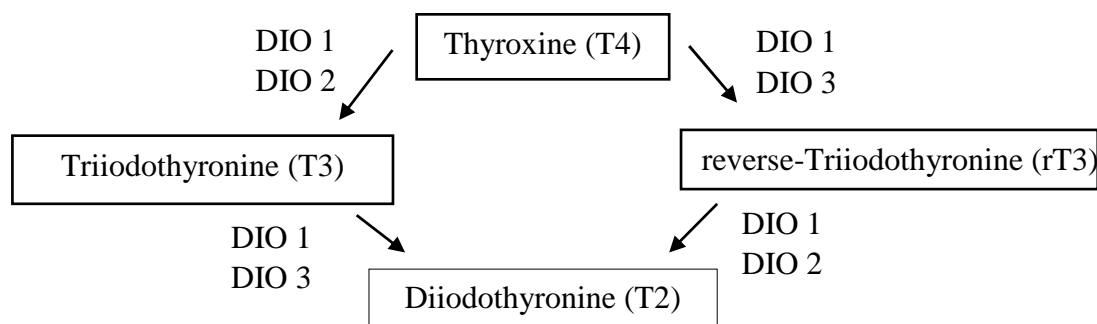 DIO 1
DIO 2
Thyroxine (T4)
DIO 1
DIO 3
Triiodothyronine (T3)
reverse-Triiodothyronine (rT3)
DIO 1
DIO 3
DIO 1
DIO 2
Diiodothyronine (T2)